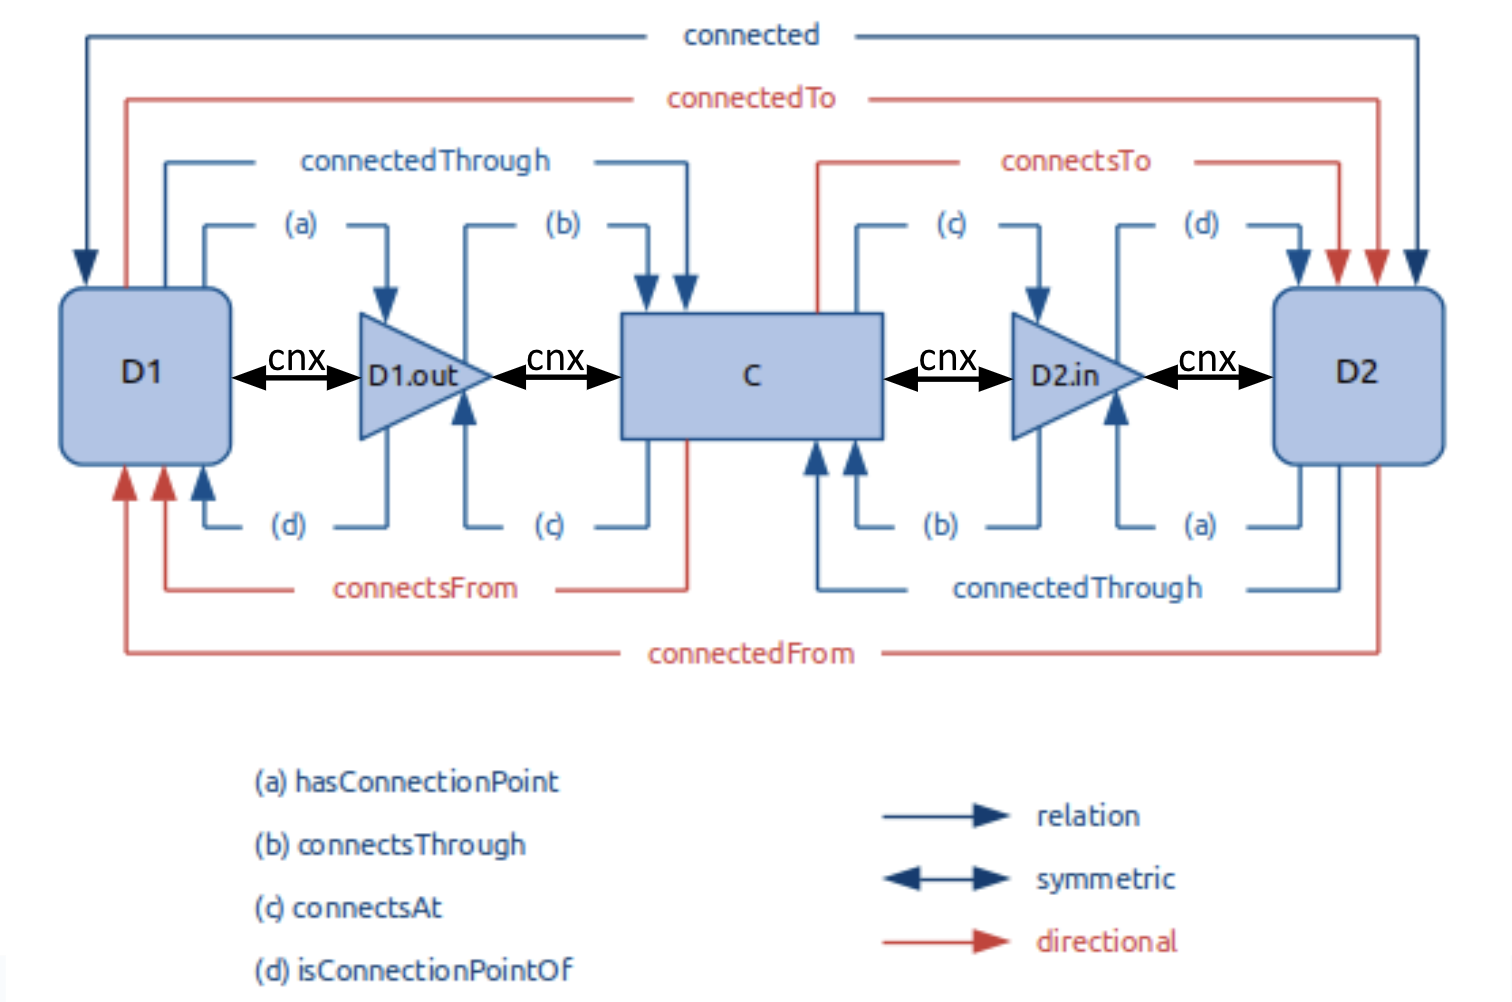 connected
connectedTo
connectedThrough
connectsTo
(a)
(b)
(c)
(d)
D1
cnx
D1.out
cnx
C
cnx
D2.in
cnx
D2
(d)
(c)
(b)
(a)
connectsFrom
connectedThrough
connectedFrom
(a) hasConnectionPoint
(b) connectsThrough
(c) connectsAt
(d) isConnectionPointOf
relation
symmetric
directional